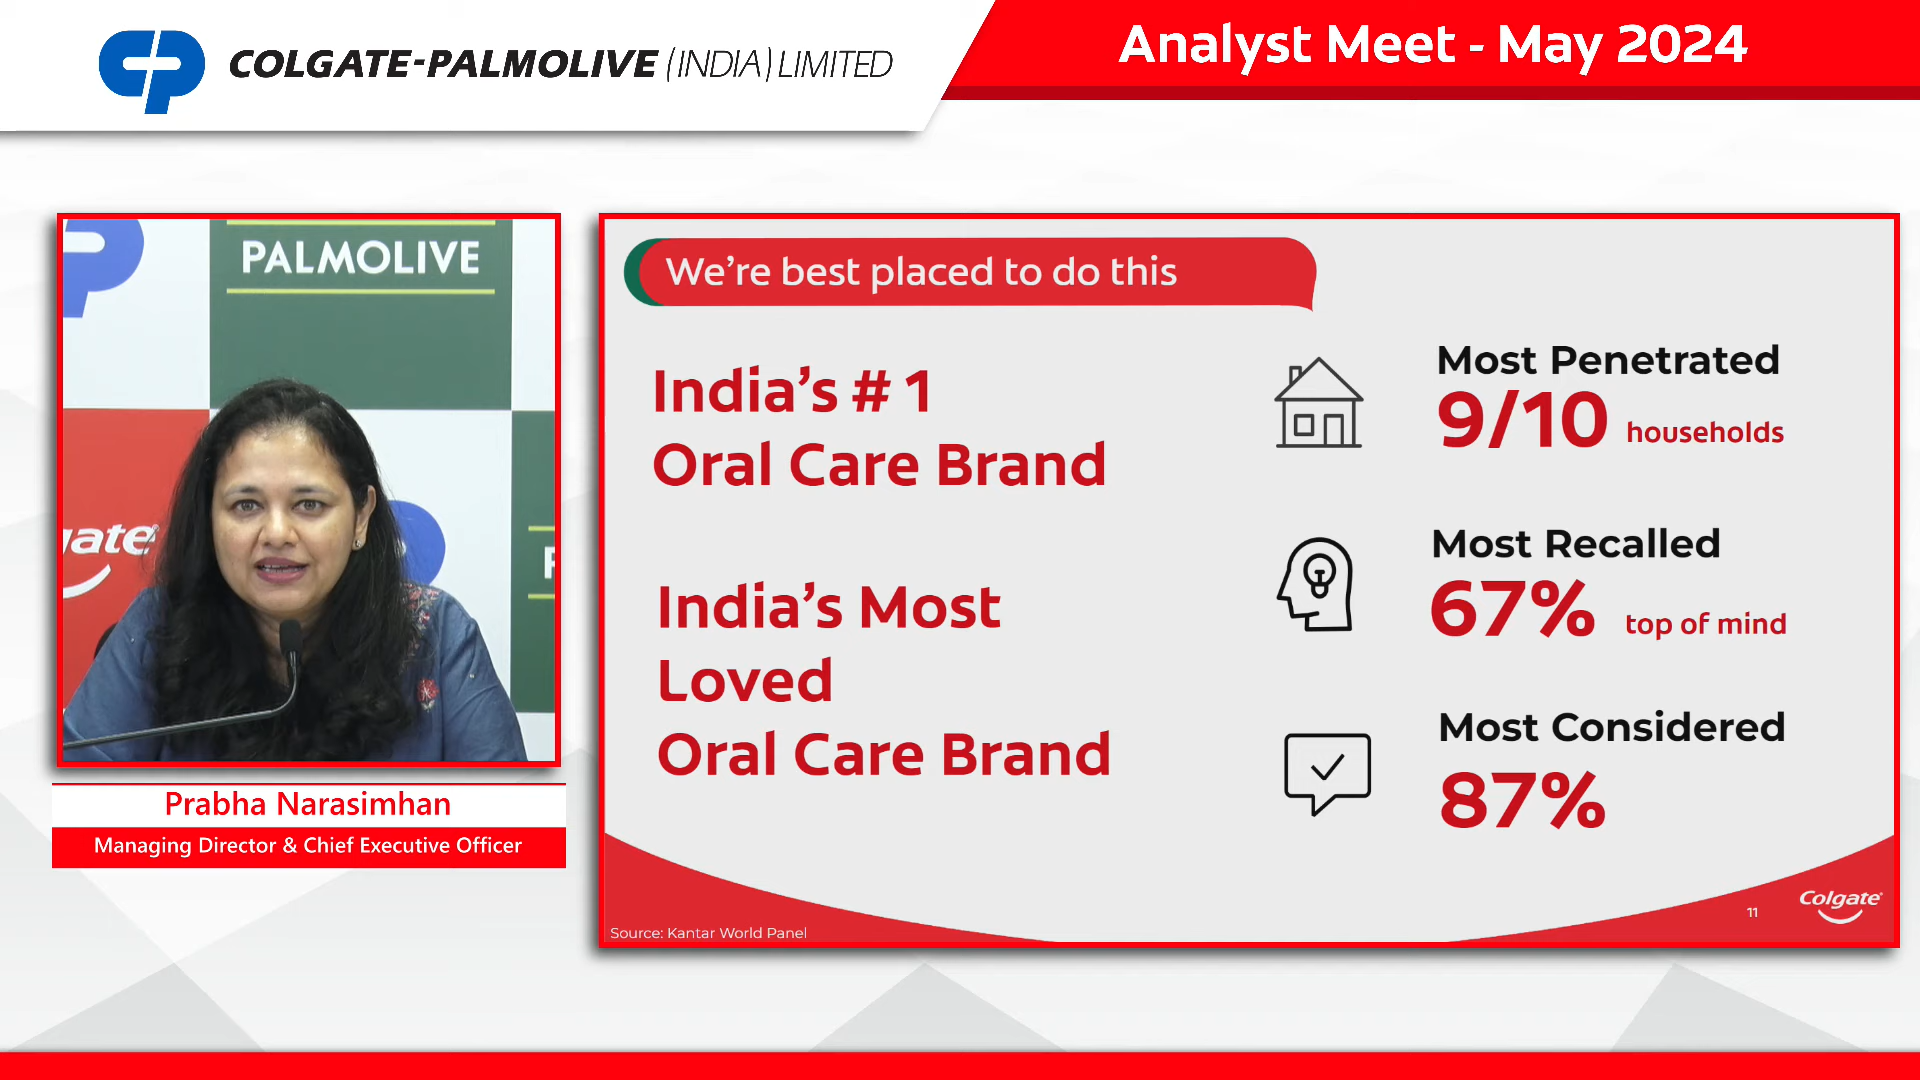 COLGATE-PALMOLIVE (INDIA) LIMITED
Analyst Meet - May 2024
PALMOLIVE
gate
P
Prabha Narasimhan
Managing Director & Chief Executive Officer
We're best placed to do this
India's # 1
Oral Care Brand
India's Most
Loved
Oral Care Brand
Most Penetrated
9/10 households
Most Recalled
67% top of mind
Most Considered
87%
Source: Kantar World Panel
11
Colgate